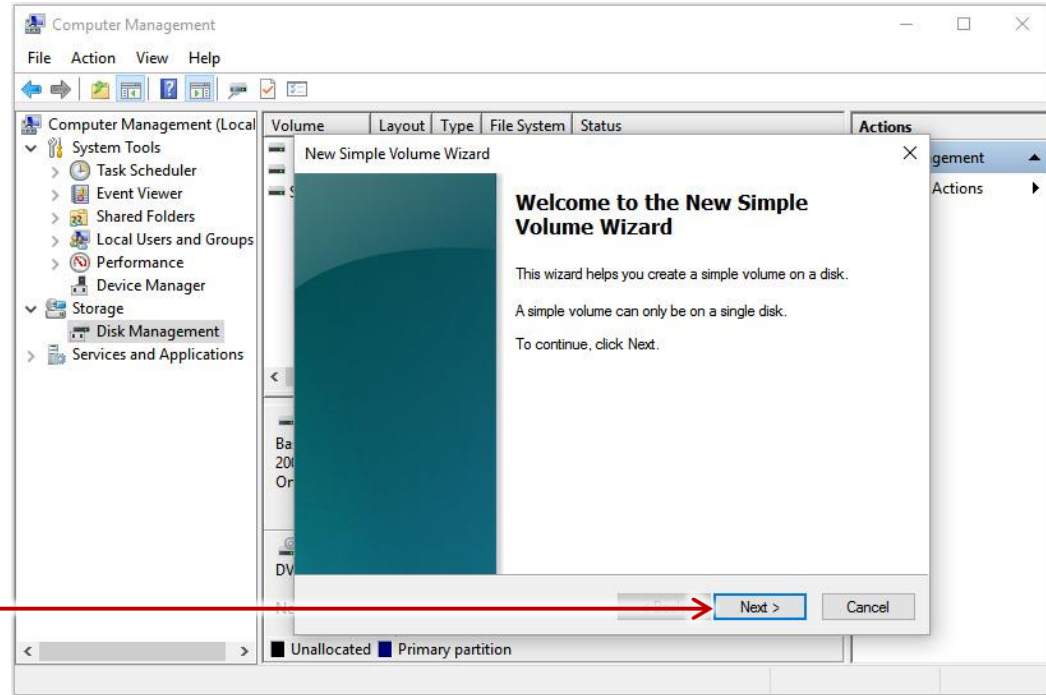 Computer Management
File Action View Help
Computer Management (Local
System Tools
Task Scheduler
Event Viewer
Shared Folders
Local Users and Groups
Performance
Device Manager
Storage
Disk Management
Services and Applications
Volume Layout Type File System Status
Actions
gement
Actions
New Simple Volume Wizard
Welcome to the New Simple
Volume Wizard
This wizard helps you create a simple volume on a disk.
A simple volume can only be on a single disk.
To continue, click Next.
Ba
200
On
DV
Next >
Cancel
Unallocated Primary partition